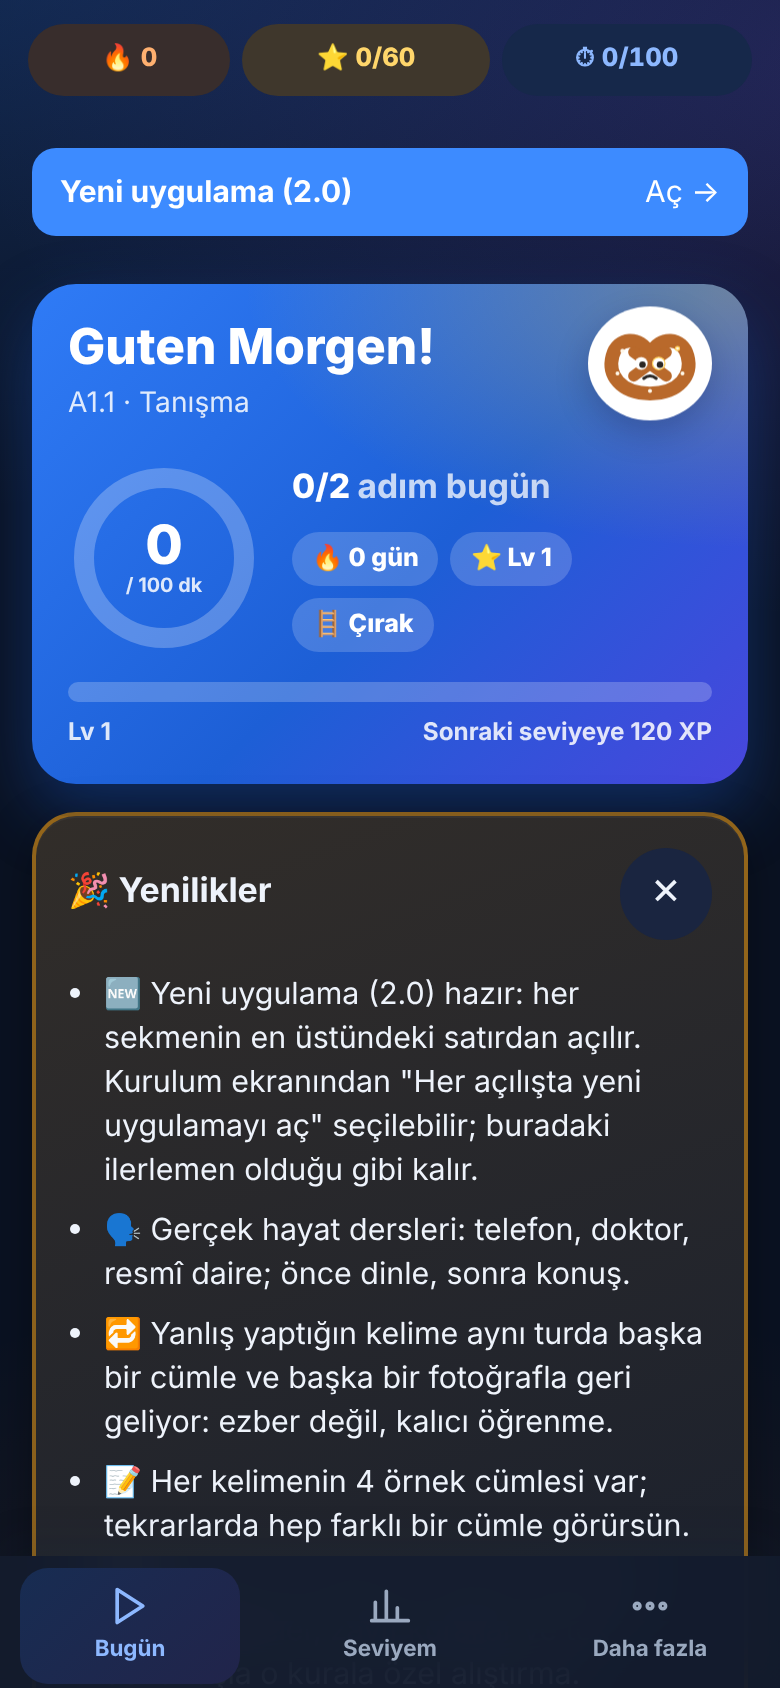 🔥 0
⭐ 0/60
⏱ 0/100
Yeni uygulama (2.0)
Aç →
Guten Morgen!
A1.1 · Tanışma
0
/ 100 dk
0/2 adım bugün
🔥 0 gün
⭐ Lv 1
🪜 Çırak
Lv 1
Sonraki seviyeye 120 XP
🎉 Yenilikler
✕
• 🆕 Yeni uygulama (2.0) hazır: her
sekmenin en üstündeki satırdan açılır.
Kurulum ekranından "Her açılışta yeni
uygulamayı aç" seçilebilir; buradaki
ilerlemen olduğu gibi kalır.
• 🗣️ Gerçek hayat dersleri: telefon, doktor,
resmî daire; önce dinle, sonra konuş.
• 🔁 Yanlış yaptığın kelime aynı turda başka
bir cümle ve başka bir fotoğrafla geri
geliyor: ezber değil, kalıcı öğrenme.
• 📝 Her kelimenin 4 örnek cümlesi var;
tekrarlarda hep farklı bir cümle görürsün.
o kurala özel alıştırma.
Bugün
Seviyem
Daha fazla